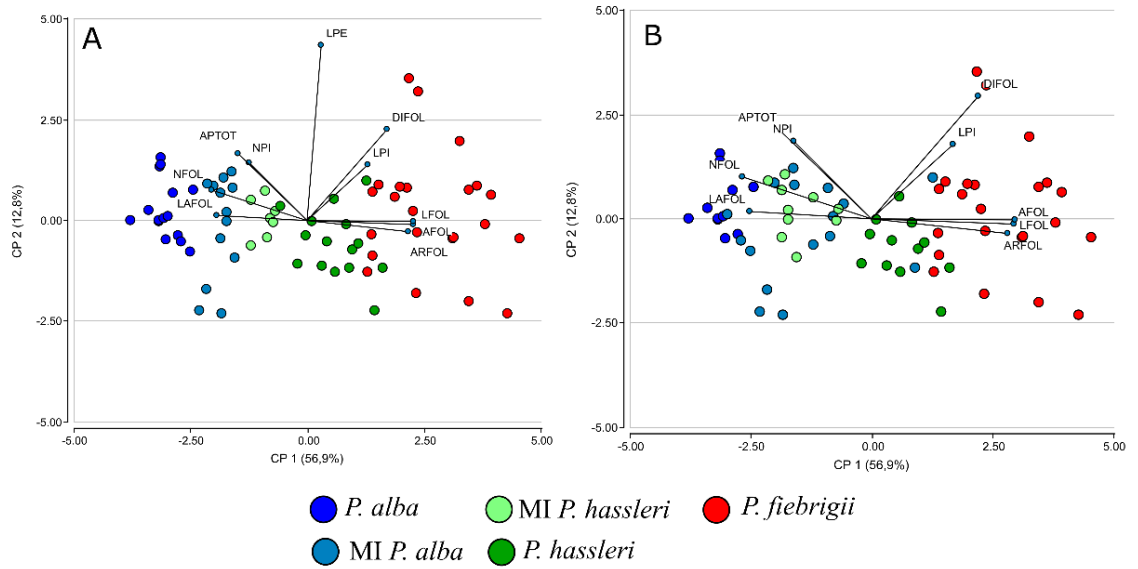 A
5.00
2.50
0.00
-2.50
-5.00
CP 2 (12,8%)
LPE
DIFOL
APTOT
NPI
LPI
NFOL
LAFOL
LFOL
AFOL
ARFOL
-5.00 -2.50 0.00 2.50 5.00
CP 1 (56,9%)
B
5.00
2.50
0.00
-2.50
-5.00
CP 2 (12,8%)
DIFOL
APTOT
NPI
LPI
NFOL
LAFOL
AFOL
LFOL
ARFOL
-5.00 -2.50 0.00 2.50 5.00
CP 1 (56,9%)
P. alba MI P. hassleri P. fiebrigii
MI P. alba P. hassleri